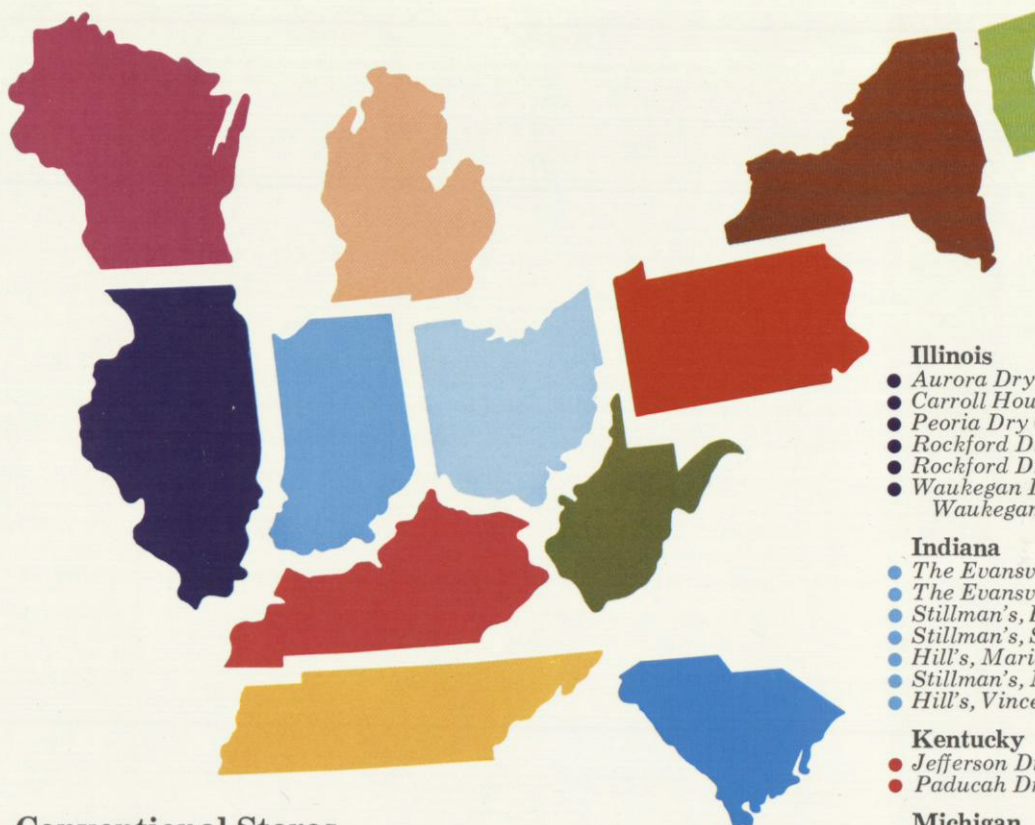 Illinois
Aurora Dry
Carroll Hou
Peoria Dry
Rockford D
Rockford D
Waukegan
Waukegan
Indiana
The Evansv
The Evansv
Stillman's,
Stillman's, S
Hill's, Mari
Stillman's,
Hill's, Vince
Kentucky
Jefferson D
Paducah D
Michigan
Conventional Stores